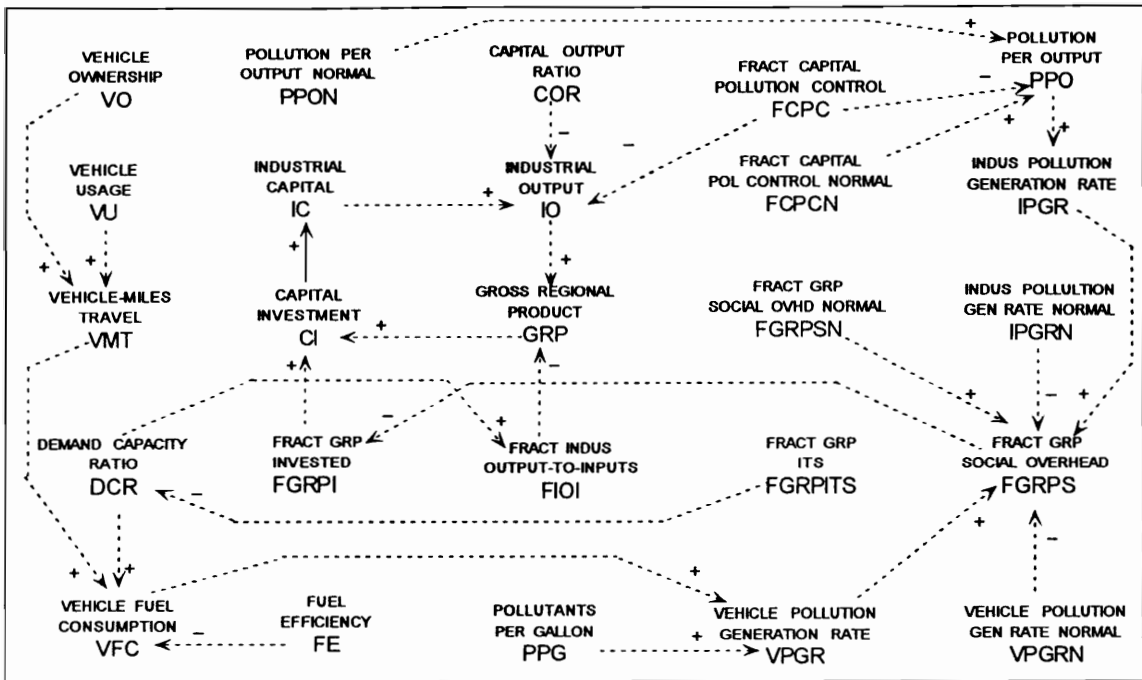 VEHICLE
OWNERSHIP
VO
POLLUTION PER
OUTPUT NORMAL
PPON
CAPITAL OUTPUT
RATIO
COR
FRACT CAPITAL
POLLUTION CONTROL
FCPC
POLLUTION
PER OUTPUT
PPO
+
−
+
−
−
+
VEHICLE
USAGE
VU
INDUSTRIAL
CAPITAL
IC
+
INDUSTRIAL
OUTPUT
IO
FRACT CAPITAL
POL CONTROL NORMAL
FCPCN
INDUS POLLUTION
GENERATION RATE
IPGR
+
+
+
+
VEHICLE-MILES
TRAVEL
VMT
CAPITAL
INVESTMENT
CI
+
GROSS REGIONAL
PRODUCT
GRP
FRACT GRP
SOCIAL OVHD NORMAL
FGRPSN
INDUS POLLUTION
GEN RATE NORMAL
IPGRN
+
−
+
−
+
−
+
DEMAND CAPACITY
RATIO
DCR
FRACT GRP
INVESTED
FGRPI
FRACT INDUS
OUTPUT-TO-INPUTS
FIOI
FRACT GRP
ITS
FGRPITS
FRACT GRP
SOCIAL OVERHEAD
FGRPS
−
+
−
+
+
+
VEHICLE FUEL
CONSUMPTION
VFC
−
FUEL
EFFICIENCY
FE
POLLUTANTS
PER GALLON
PPG
+
VEHICLE POLLUTION
GENERATION RATE
VPGR
VEHICLE POLLUTION
GEN RATE NORMAL
VPGRN